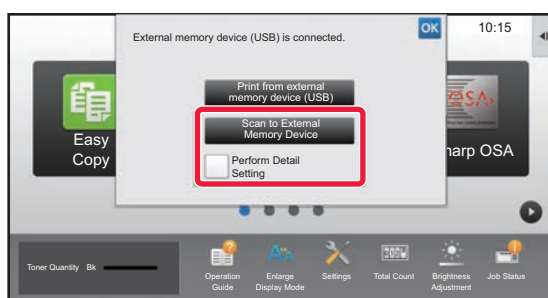 External memory device (USB) is connected.
OK
10:15
Print from external
memory device (USB)
Scan to External
Memory Device
Perform Detail
Setting
Easy
Copy
harp OSA
Toner Quantity Bk
Operation
Guide
Enlarge
Display Mode
Settings
Total Count
Brightness
Adjustment
Job Status